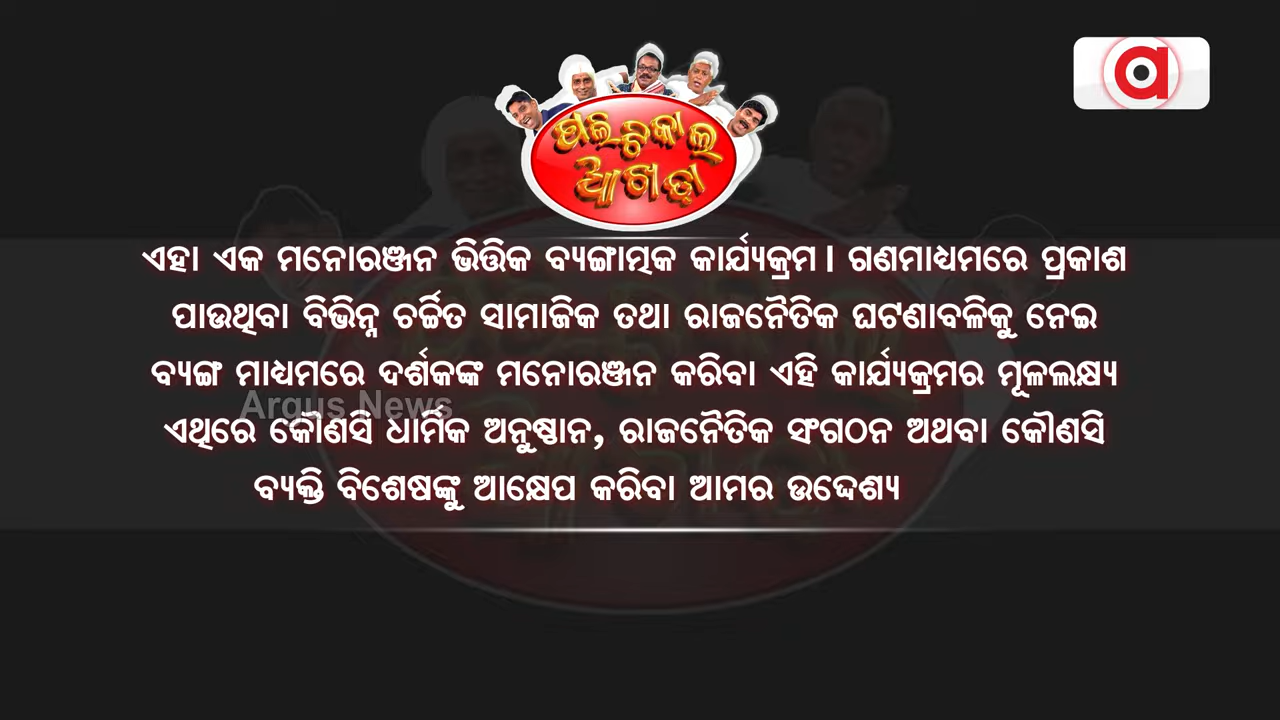 ପଲିଟିକାଲ
ଆଖଡ଼ା
ଏହା ଏକ ମନୋରଞ୍ଜନ ଭିତ୍ତିକ ବ୍ୟଙ୍ଗାତ୍ମକ କାର୍ଯ୍ୟକ୍ରମ। ଗଣମାଧ୍ୟମରେ ପ୍ରକାଶ
ପାଉଥିବା ବିଭିନ୍ନ ଚର୍ଚ୍ଚିତ ସାମାଜିକ ତଥା ରାଜନୈତିକ ଘଟଣାବଳିକୁ ନେଇ
ବ୍ୟଙ୍ଗ ମାଧ୍ୟମରେ ଦର୍ଶକଙ୍କ ମନୋରଞ୍ଜନ କରିବା ଏହି କାର୍ଯ୍ୟକ୍ରମର ମୂଳଲକ୍ଷ୍ୟ
Argus News
ଏଥିରେ କୌଣସି ଧାର୍ମିକ ଅନୁଷ୍ଠାନ, ରାଜନୈତିକ ସଂଗଠନ ଅଥବା କୌଣସି
ବ୍ୟକ୍ତି ବିଶେଷଙ୍କୁ ଆକ୍ଷେପ କରିବା ଆମର ଉଦ୍ଦେଶ୍ୟ